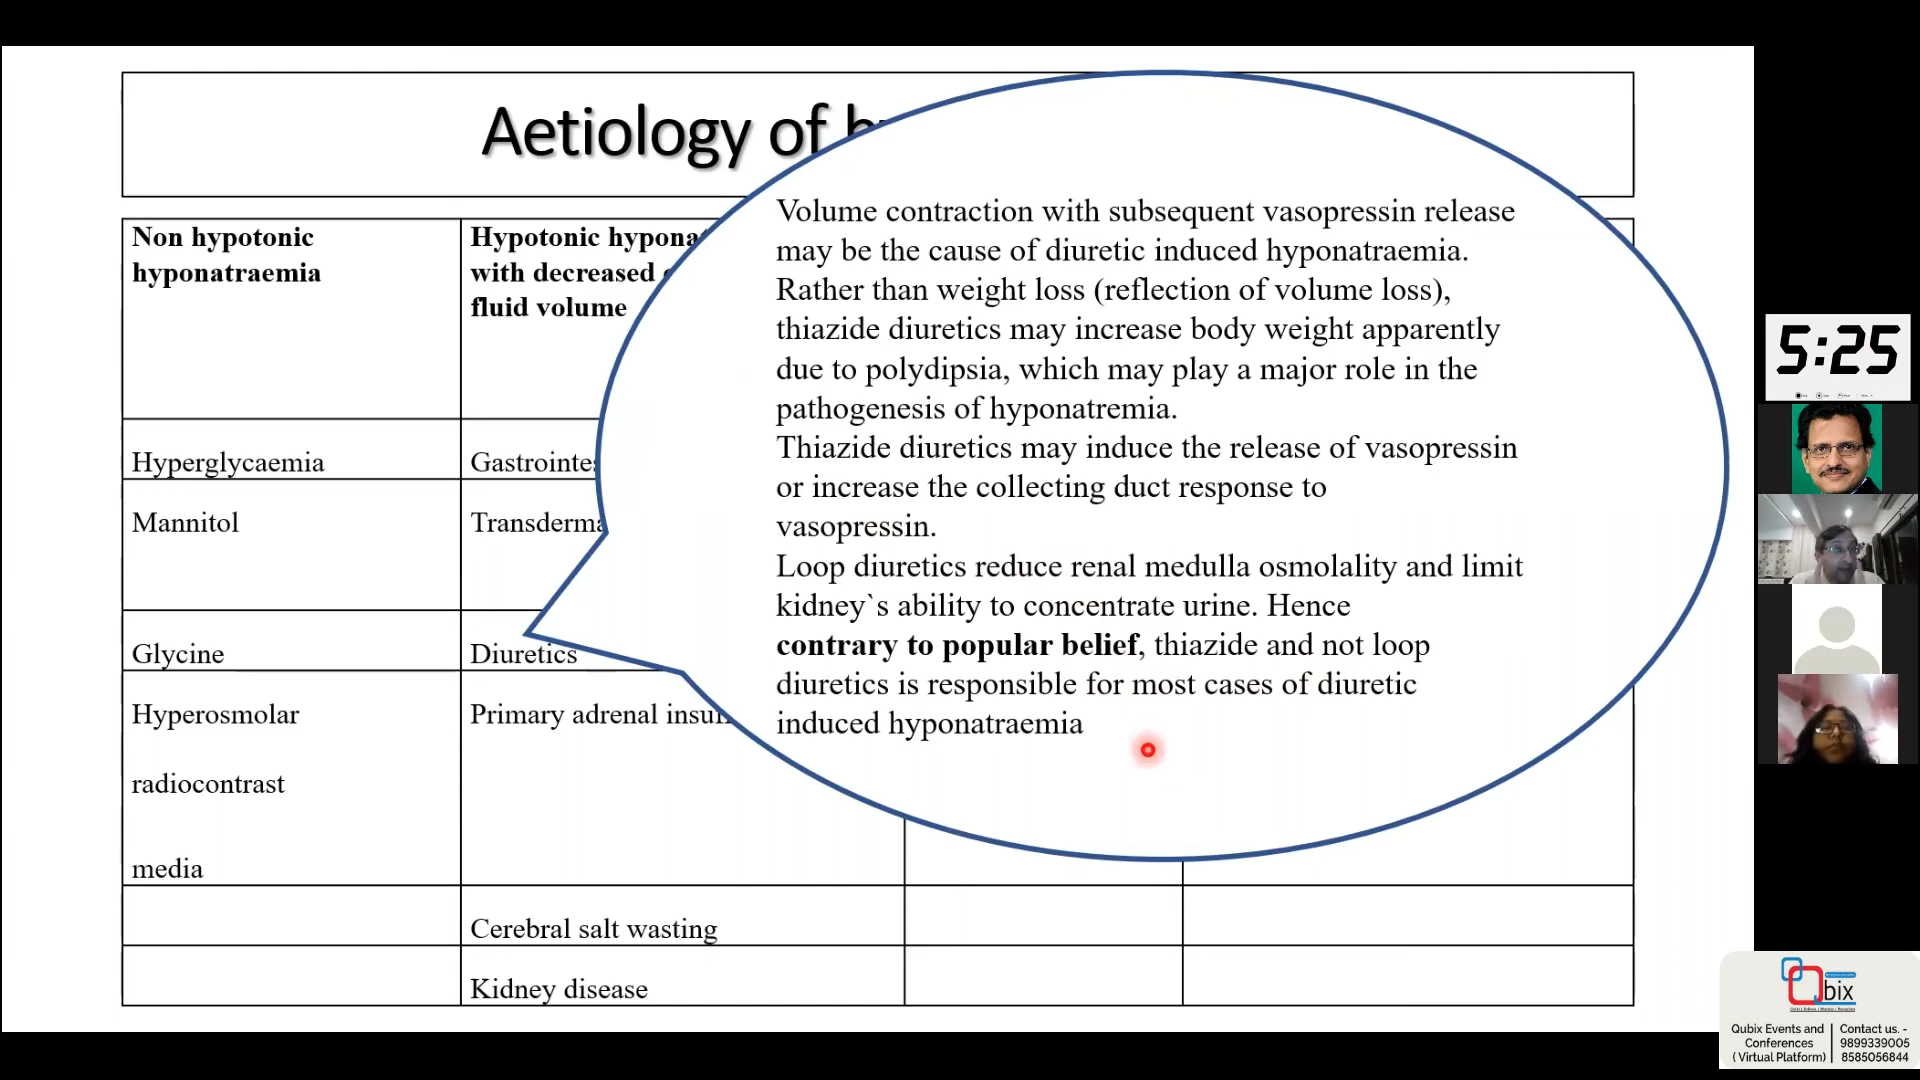 Aetiology of
Non hypotonic
hyponatraemia
Hypotonic
with decreased
fluid volume
Hyperglycaemia
Mannitol
Transderma
Glycine
Diuretics
Hyperosmolar
radiocontrast
media
Primary adrenal
Cerebral salt wasting
Kidney disease
Volume contraction with subsequent vasopressin release
may be the cause of diuretic induced hyponatraemia.
Rather than weight loss (reflection of volume loss),
thiazide diuretics may increase body weight apparently
due to polydipsia, which may play a major role in the
pathogenesis of hyponatremia.
Thiazide diuretics may induce the release of vasopressin
or increase the collecting duct response to
vasopressin.
Loop diuretics reduce renal medulla osmolality and limit
kidney`s ability to concentrate urine. Hence
contrary to popular belief, thiazide and not loop
diuretics is responsible for most cases of diuretic
induced hyponatraemia
5:25
Qbix
Qubix Events and
Conferences
( Virtual Platform)
Contact us. -
9899339005
8585056844